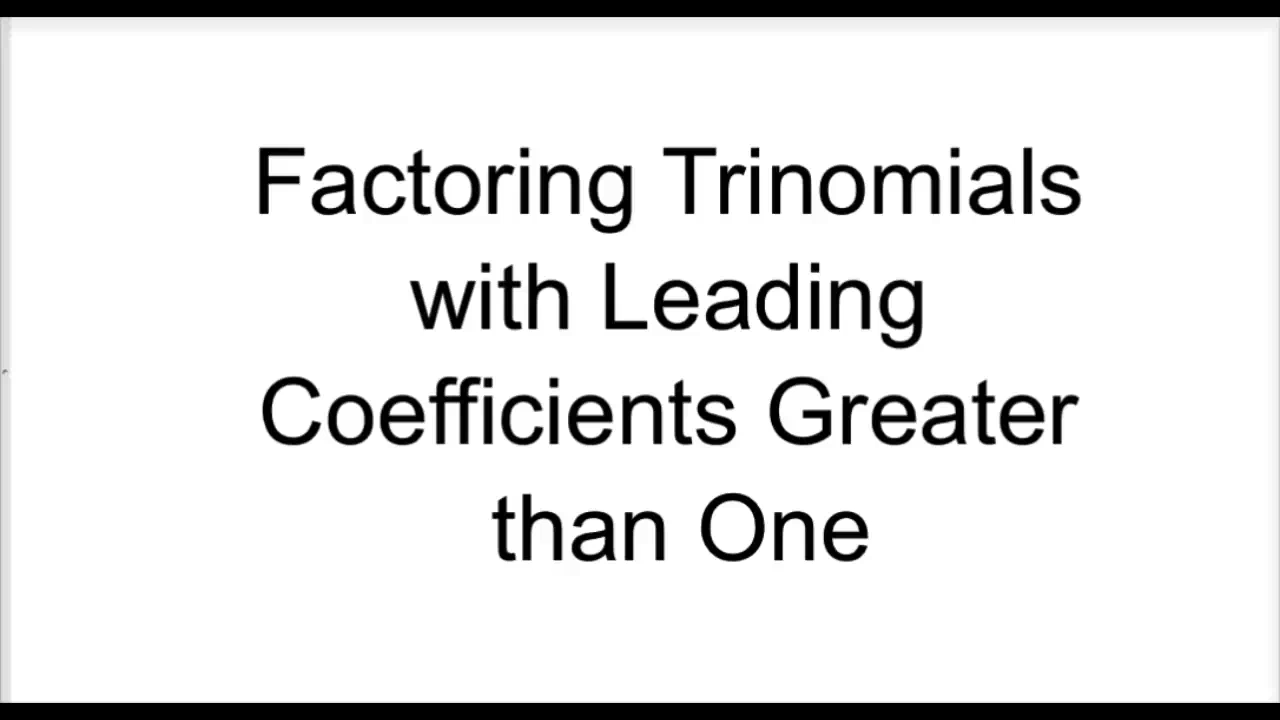 Factoring Trinomials
with Leading
Coefficients Greater
than One